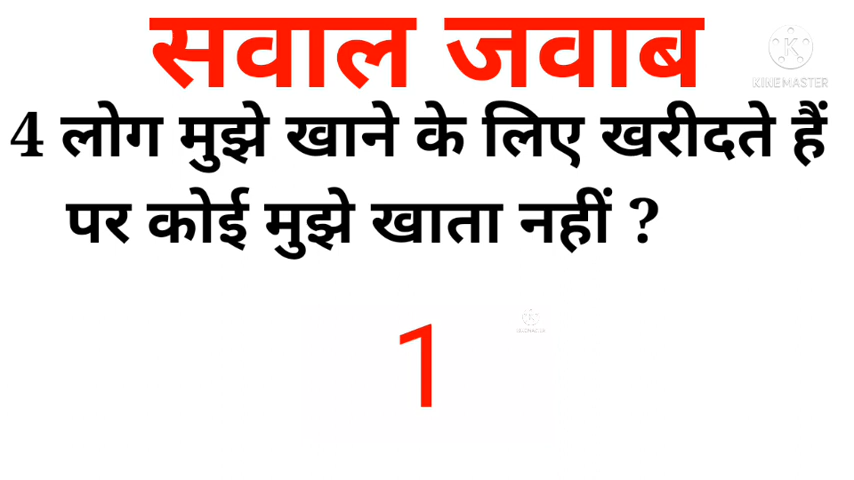 सवाल जवाब
KINEMASTER
4 लोग मुझे खाने के लिए खरीदते हैं
पर कोई मुझे खाता नहीं ?
1